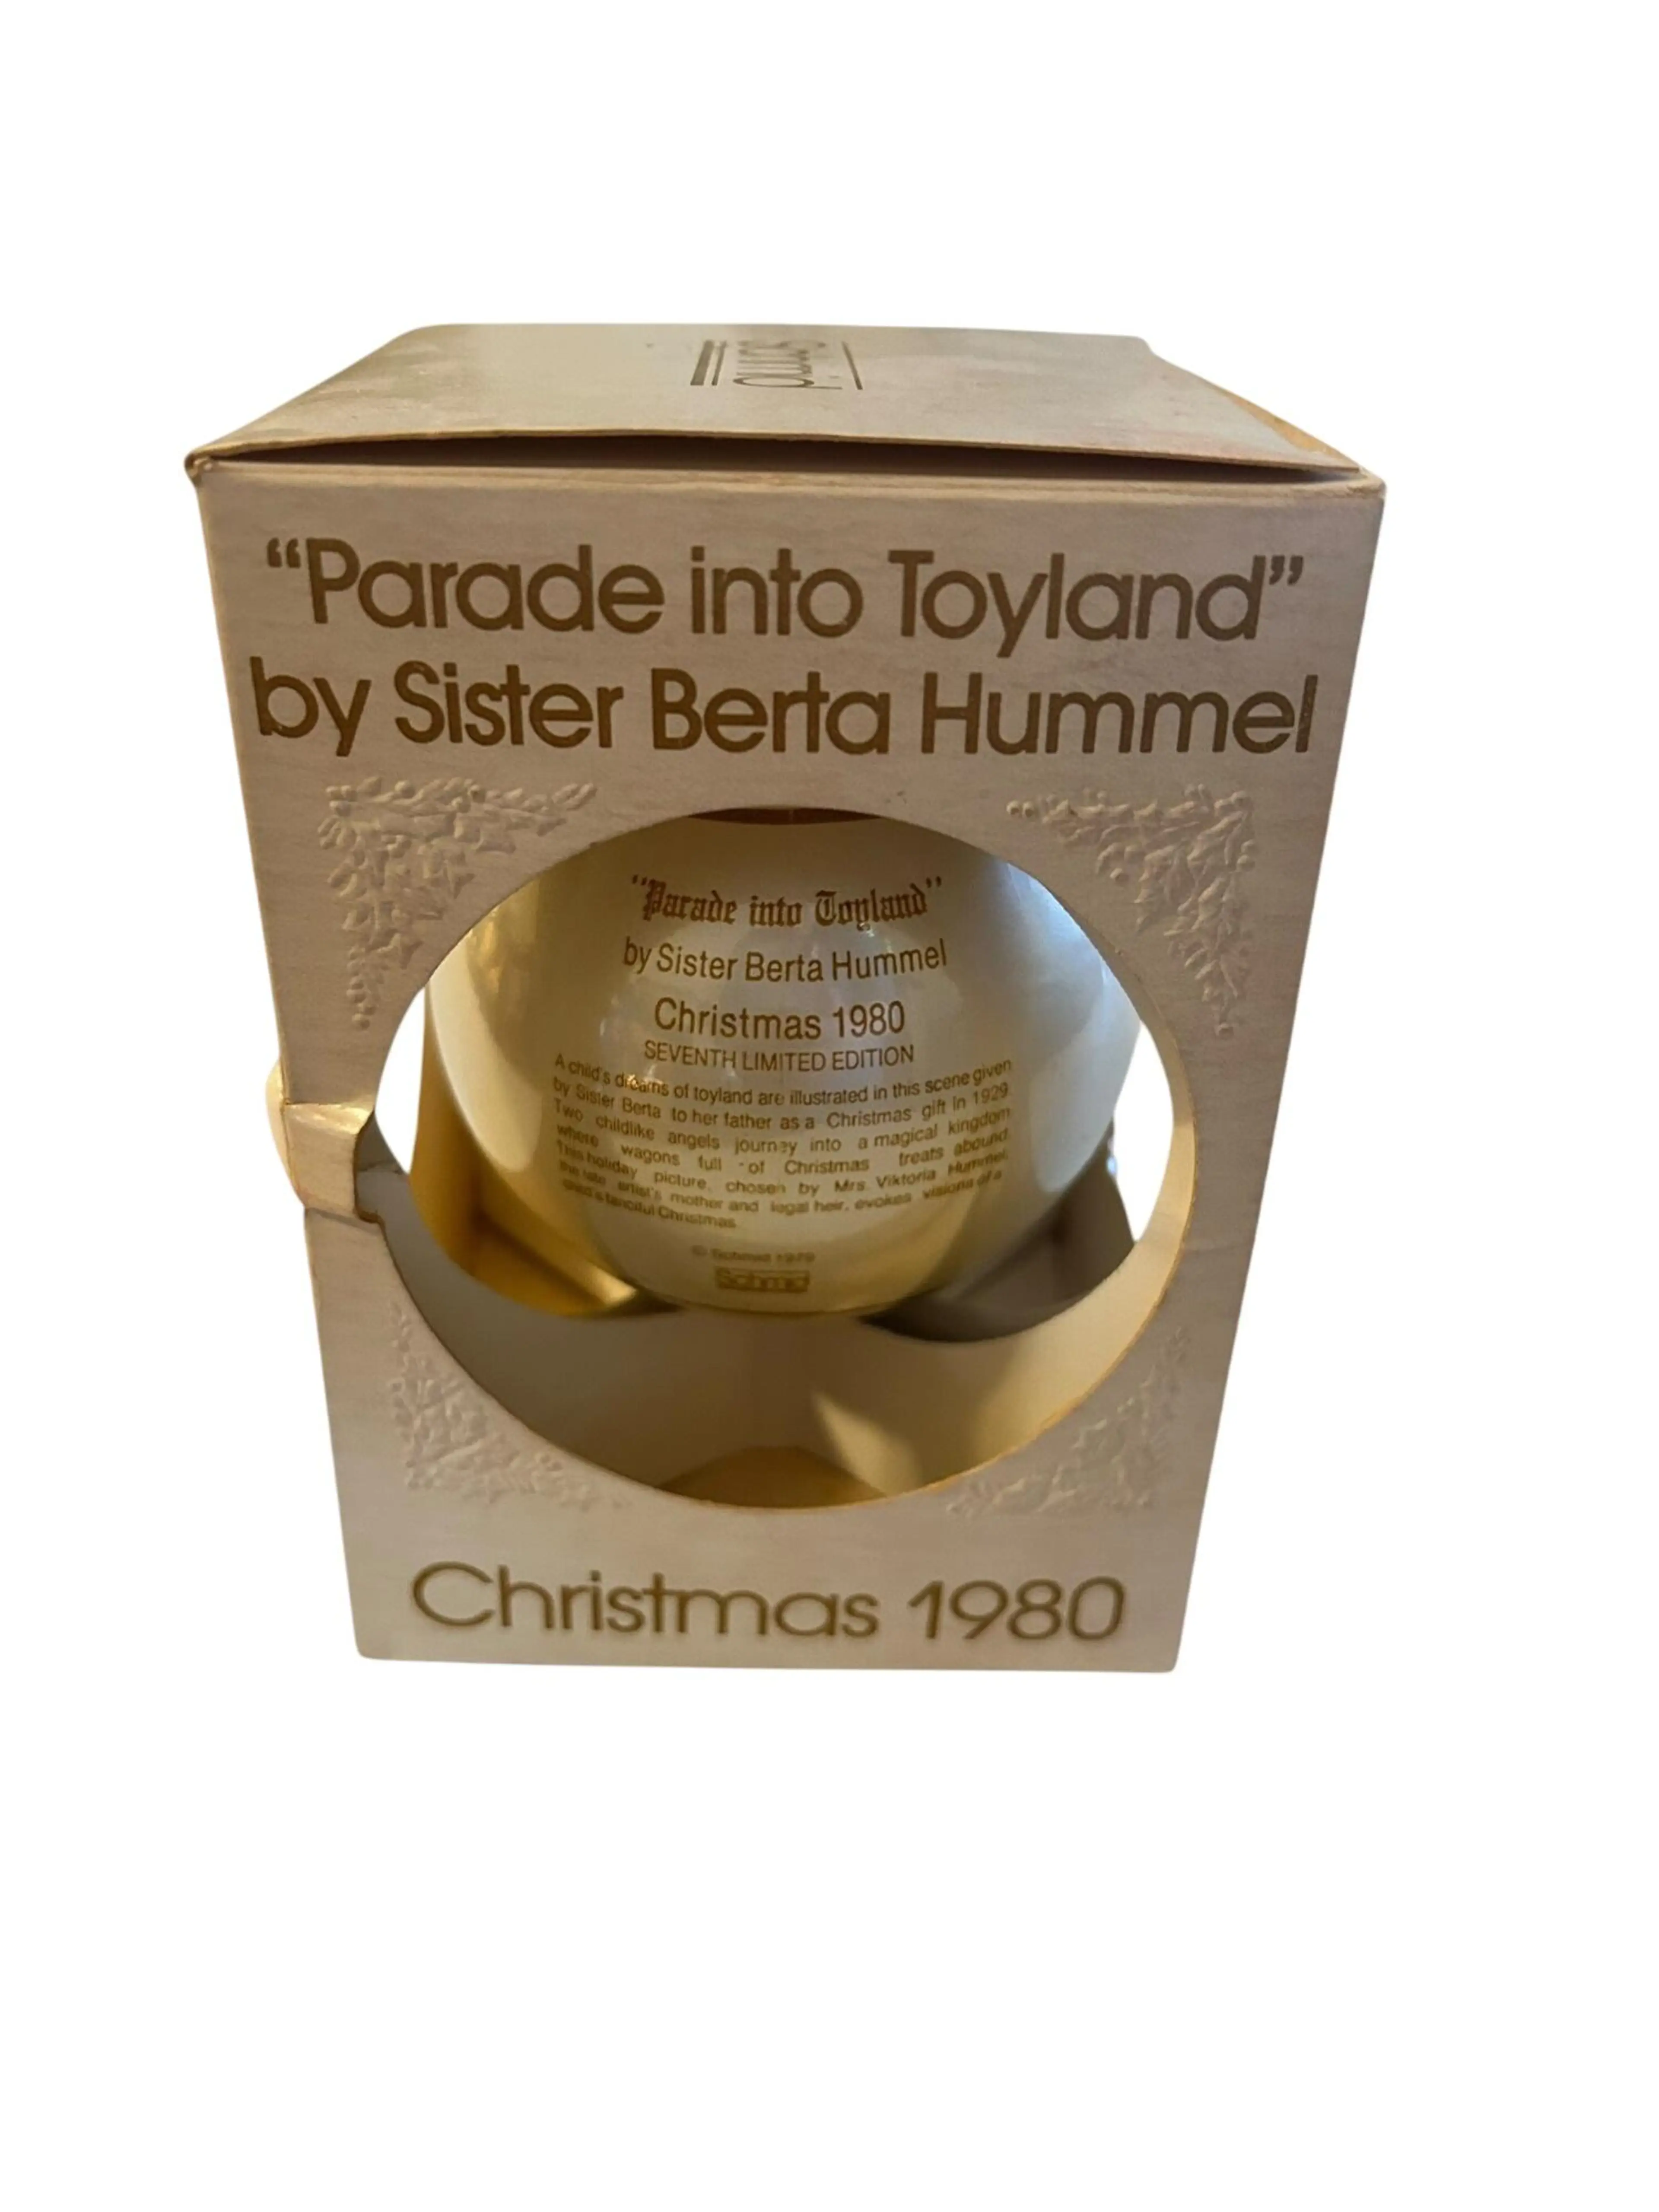 Schmid
“Parade into Toyland”
by Sister Berta Hummel
"Parade into Toyland"
by Sister Berta Hummel
Christmas 1980
SEVENTH LIMITED EDITION
A child's dreams of toyland are illustrated in this scene given
by Sister Berta to her father as a Christmas gift in 1929.
Two childlike angels journey into a magical kingdom
where wagons full of Christmas treats abound.
This holiday picture, chosen by Mrs. Viktoria Hummel,
the late artist's mother and legal heir, evokes visions of a
child's fanciful Christmas.
© Schmid 1979
Schmid
Christmas 1980